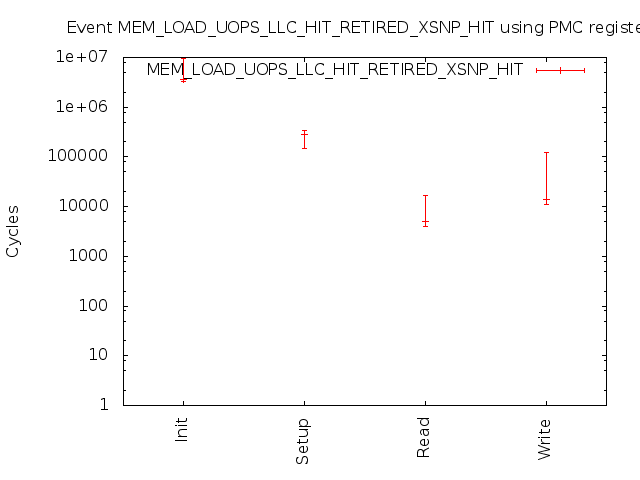 Event MEM_LOAD_UOPS_LLC_HIT_RETIRED_XSNP_HIT using PMC registe
MEM_LOAD_UOPS_LLC_HIT_RETIRED_XSNP_HIT
1e+07
1e+06
100000
10000
1000
100
10
1
Cycles
Init
Setup
Read
Write